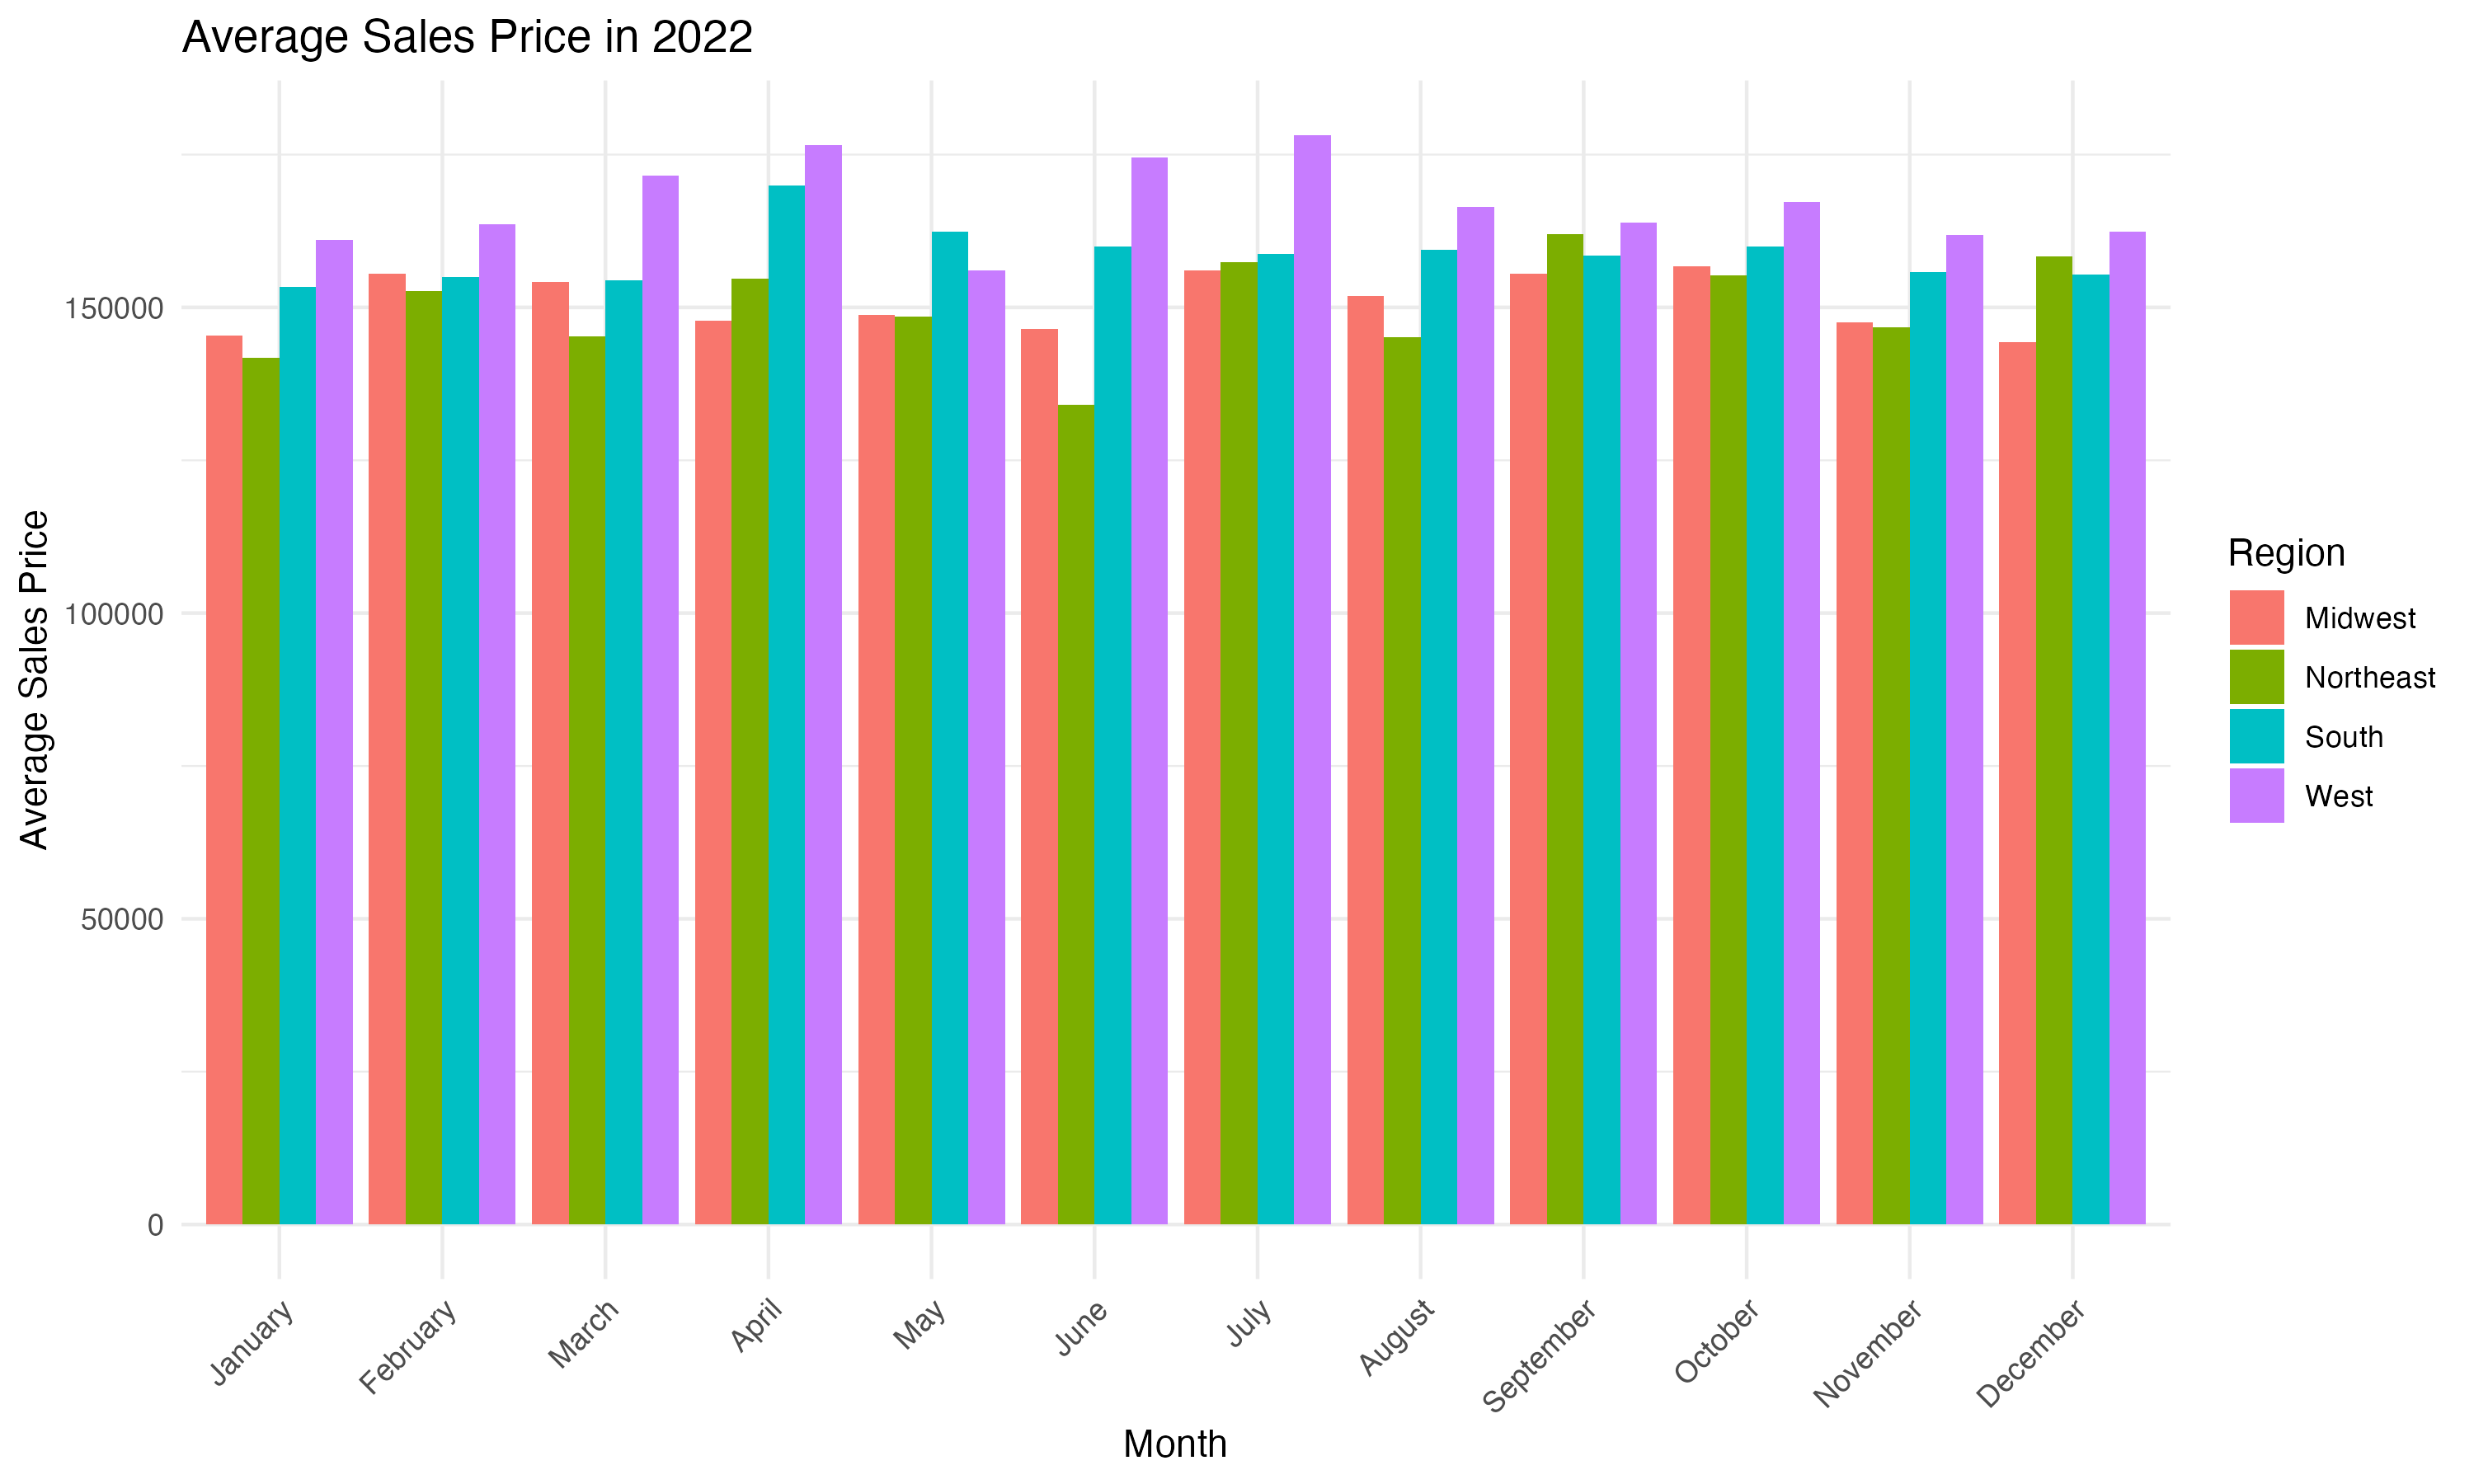 Average Sales Price in 2022
Average Sales Price
150000
100000
50000
0
January
February
March
April
May
June
July
August
September
October
November
December
Month
Region
Midwest
Northeast
South
West